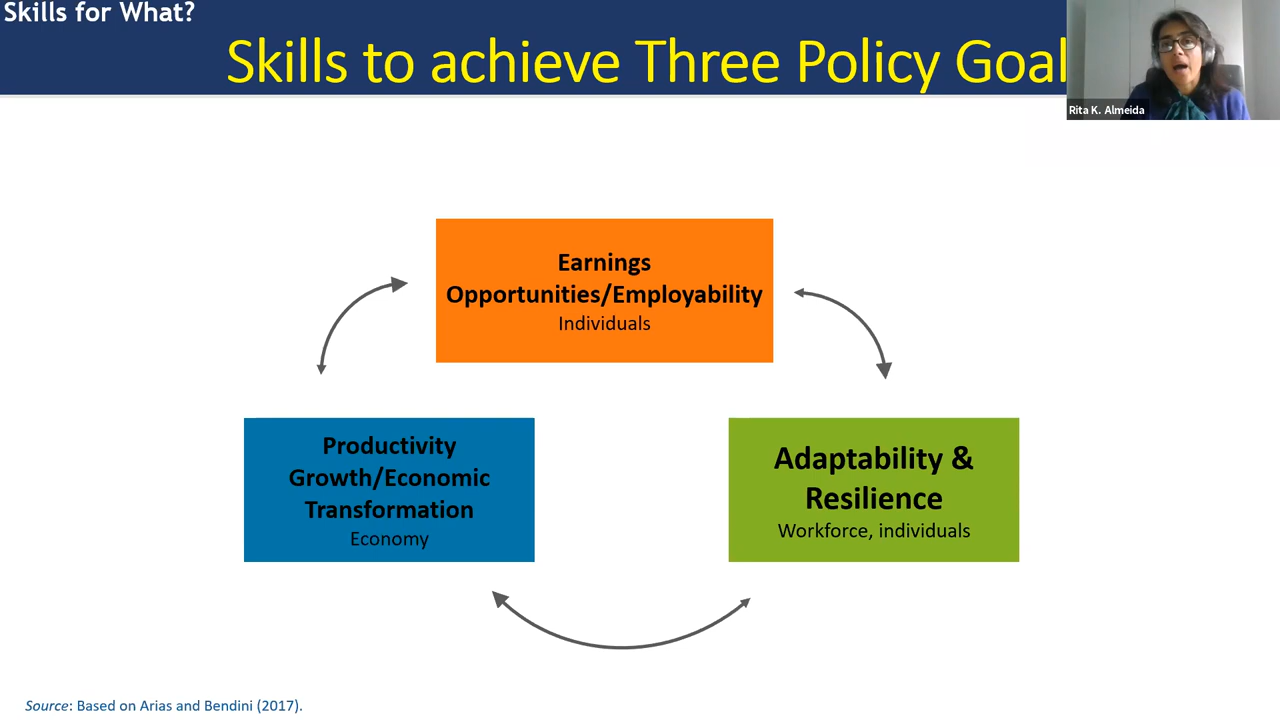 Skills for What?
Skills to achieve Three Policy Goal
Rita K. Almeida
Earnings
Opportunities/Employability
Individuals
Productivity
Growth/Economic
Transformation
Economy
Adaptability &
Resilience
Workforce, individuals
Source: Based on Arias and Bendini (2017).